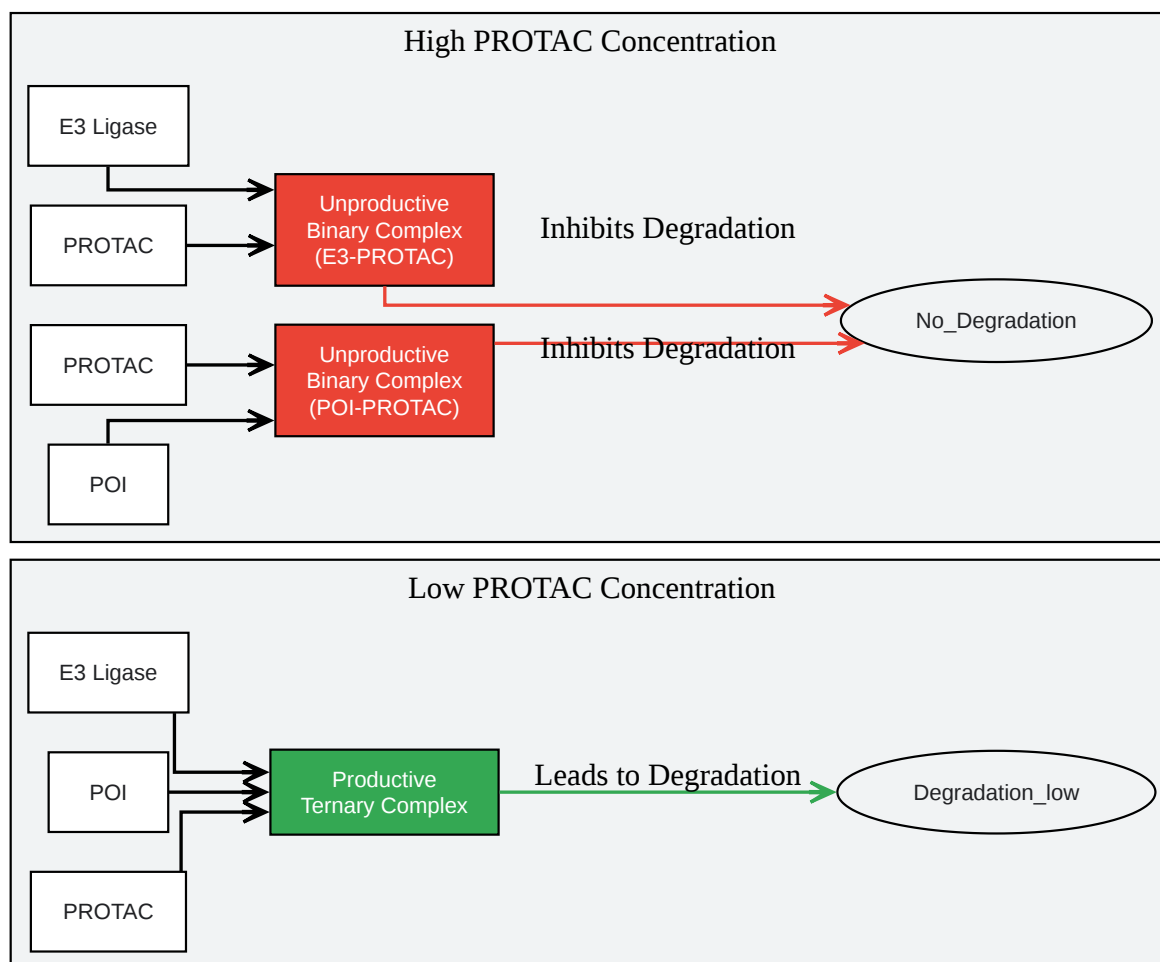 High PROTAC Concentration
E3 Ligase
PROTAC
Unproductive
Binary Complex
(E3-PROTAC)
Inhibits Degradation
PROTAC
POI
Unproductive
Binary Complex
(POI-PROTAC)
Inhibits Degradation
No_Degradation
Low PROTAC Concentration
E3 Ligase
POI
PROTAC
Productive
Ternary Complex
Leads to Degradation
Degradation_low